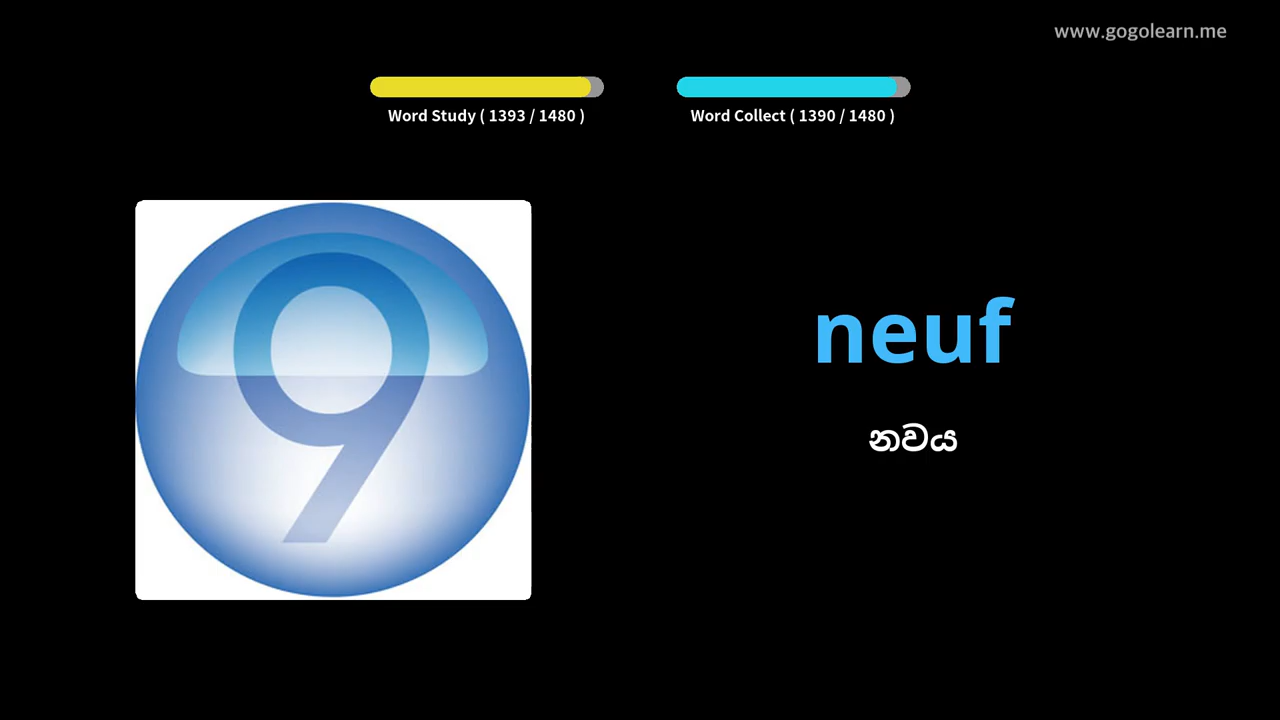 www.gogolearn.me
Word Study ( 1393 / 1480 )
Word Collect ( 1390 / 1480 )
9
neuf
නවය